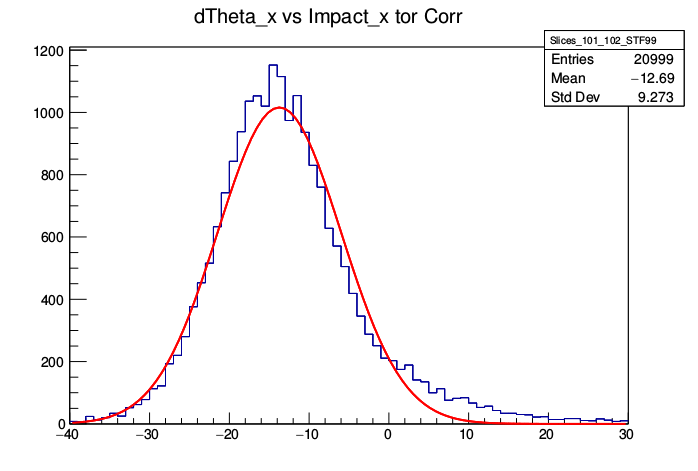 dTheta_x vs Impact_x tor Corr
Slices_101_102_STF99
Entries 20999
Mean −12.69
Std Dev 9.273
1200
1000
800
600
400
200
0
−40 −30 −20 −10 0 10 20 30